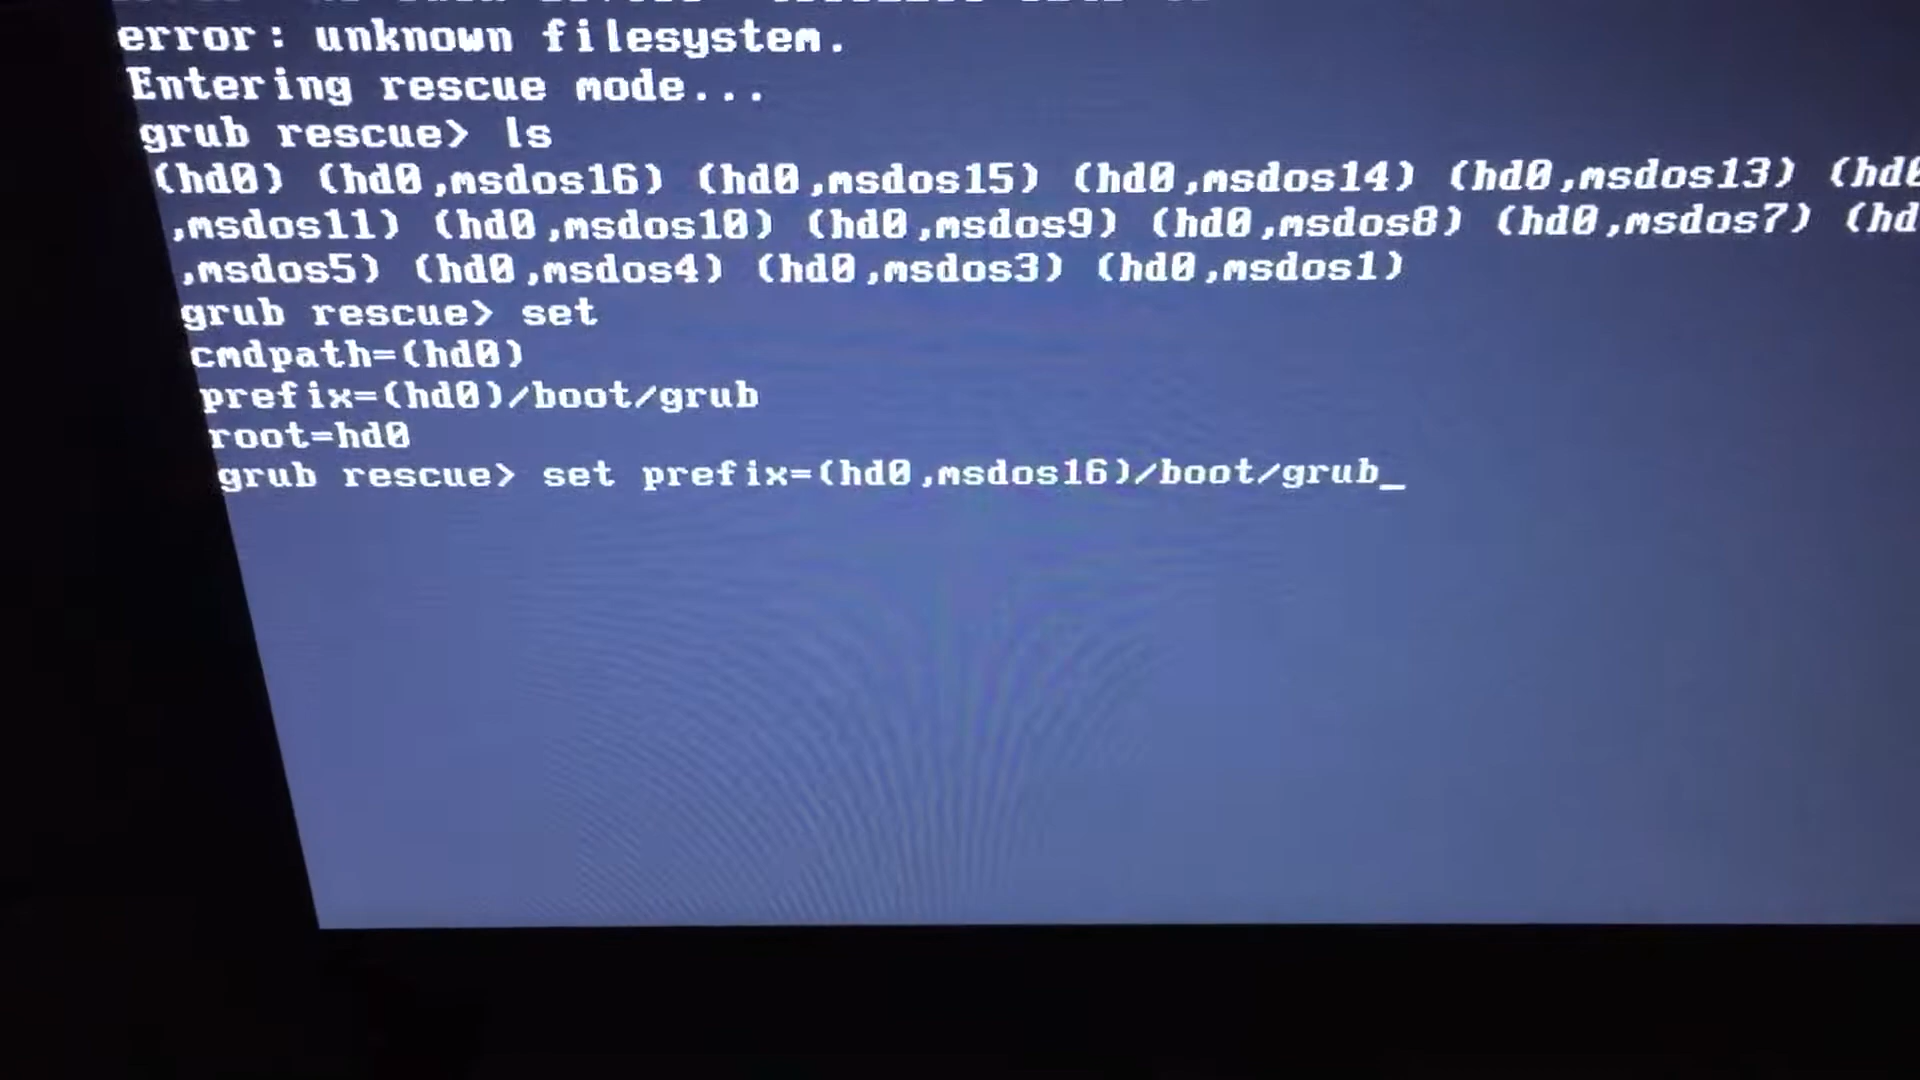 error: unknown filesystem.
Entering rescue mode...
grub rescue> ls
(hd0) (hd0,msdos16) (hd0,msdos15) (hd0,msdos14) (hd0,msdos13) (hd0
,msdos11) (hd0,msdos10) (hd0,msdos9) (hd0,msdos8) (hd0,msdos7) (hd
,msdos5) (hd0,msdos4) (hd0,msdos3) (hd0,msdos1)
grub rescue> set
cmdpath=(hd0)
prefix=(hd0)/boot/grub
root=hd0
grub rescue> set prefix=(hd0,msdos16)/boot/grub_